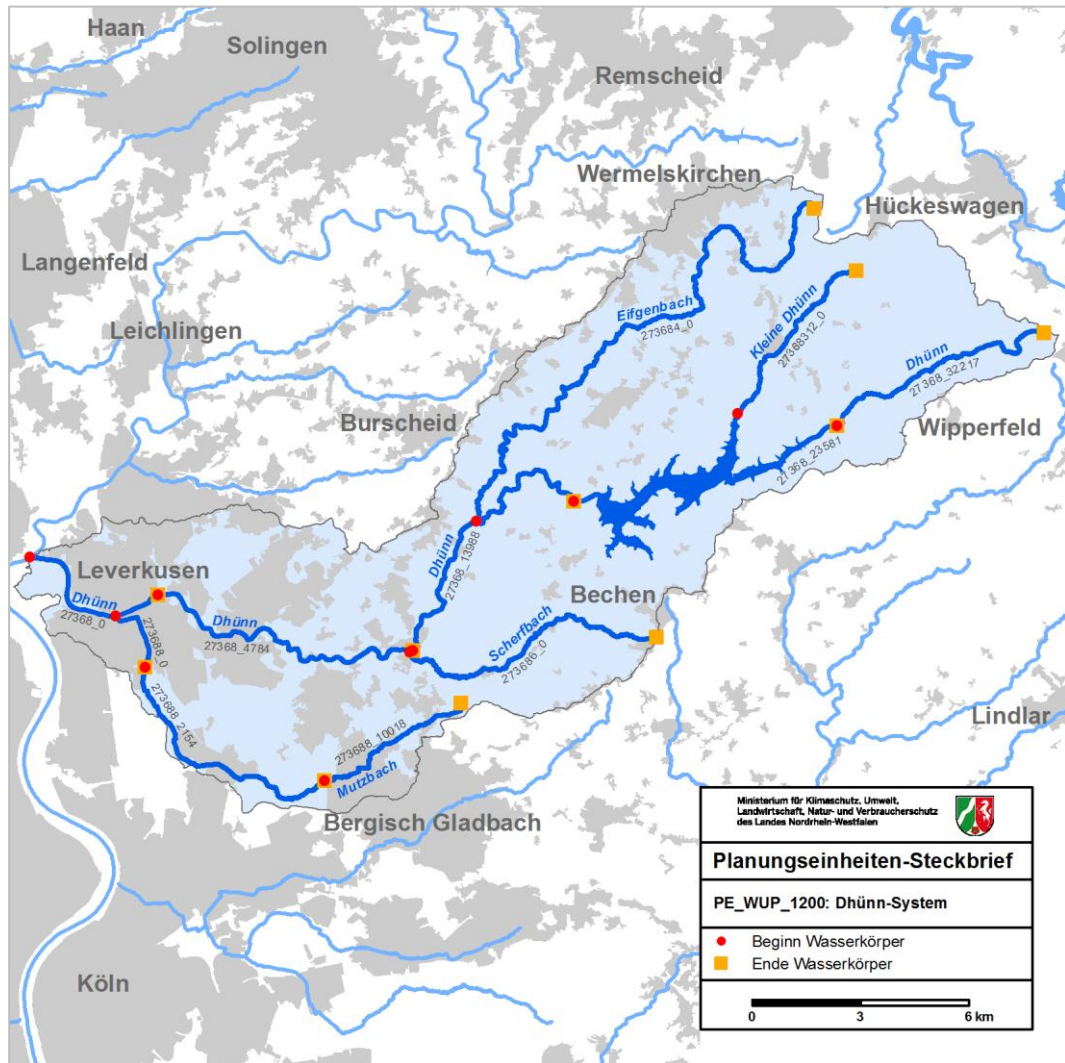 Haan
Solingen
Remscheid
Wermelskirchen
Hückeswagen
Langenfeld
Eifgenbach
273684_0
Kleine Dhünn
27368312_0
Leichlingen
Dhünn
27368_32217
Burscheid
Wipperfeld
27368_23581
Dhünn
27368_13988
Leverkusen
Bechen
Dhünn
27368_0
Dhünn
27368_4784
Scherfbach
273686_0
273688_0
273688_2154
273688_10018
Mutzbach
Lindlar
Bergisch Gladbach
Köln
Ministerium für Klimaschutz, Umwelt,
Landwirtschaft, Natur- und Verbraucherschutz
des Landes Nordrhein-Westfalen
Planungseinheiten-Steckbrief
PE_WUP_1200: Dhünn-System
Beginn Wasserkörper
Ende Wasserkörper
0 3 6 km